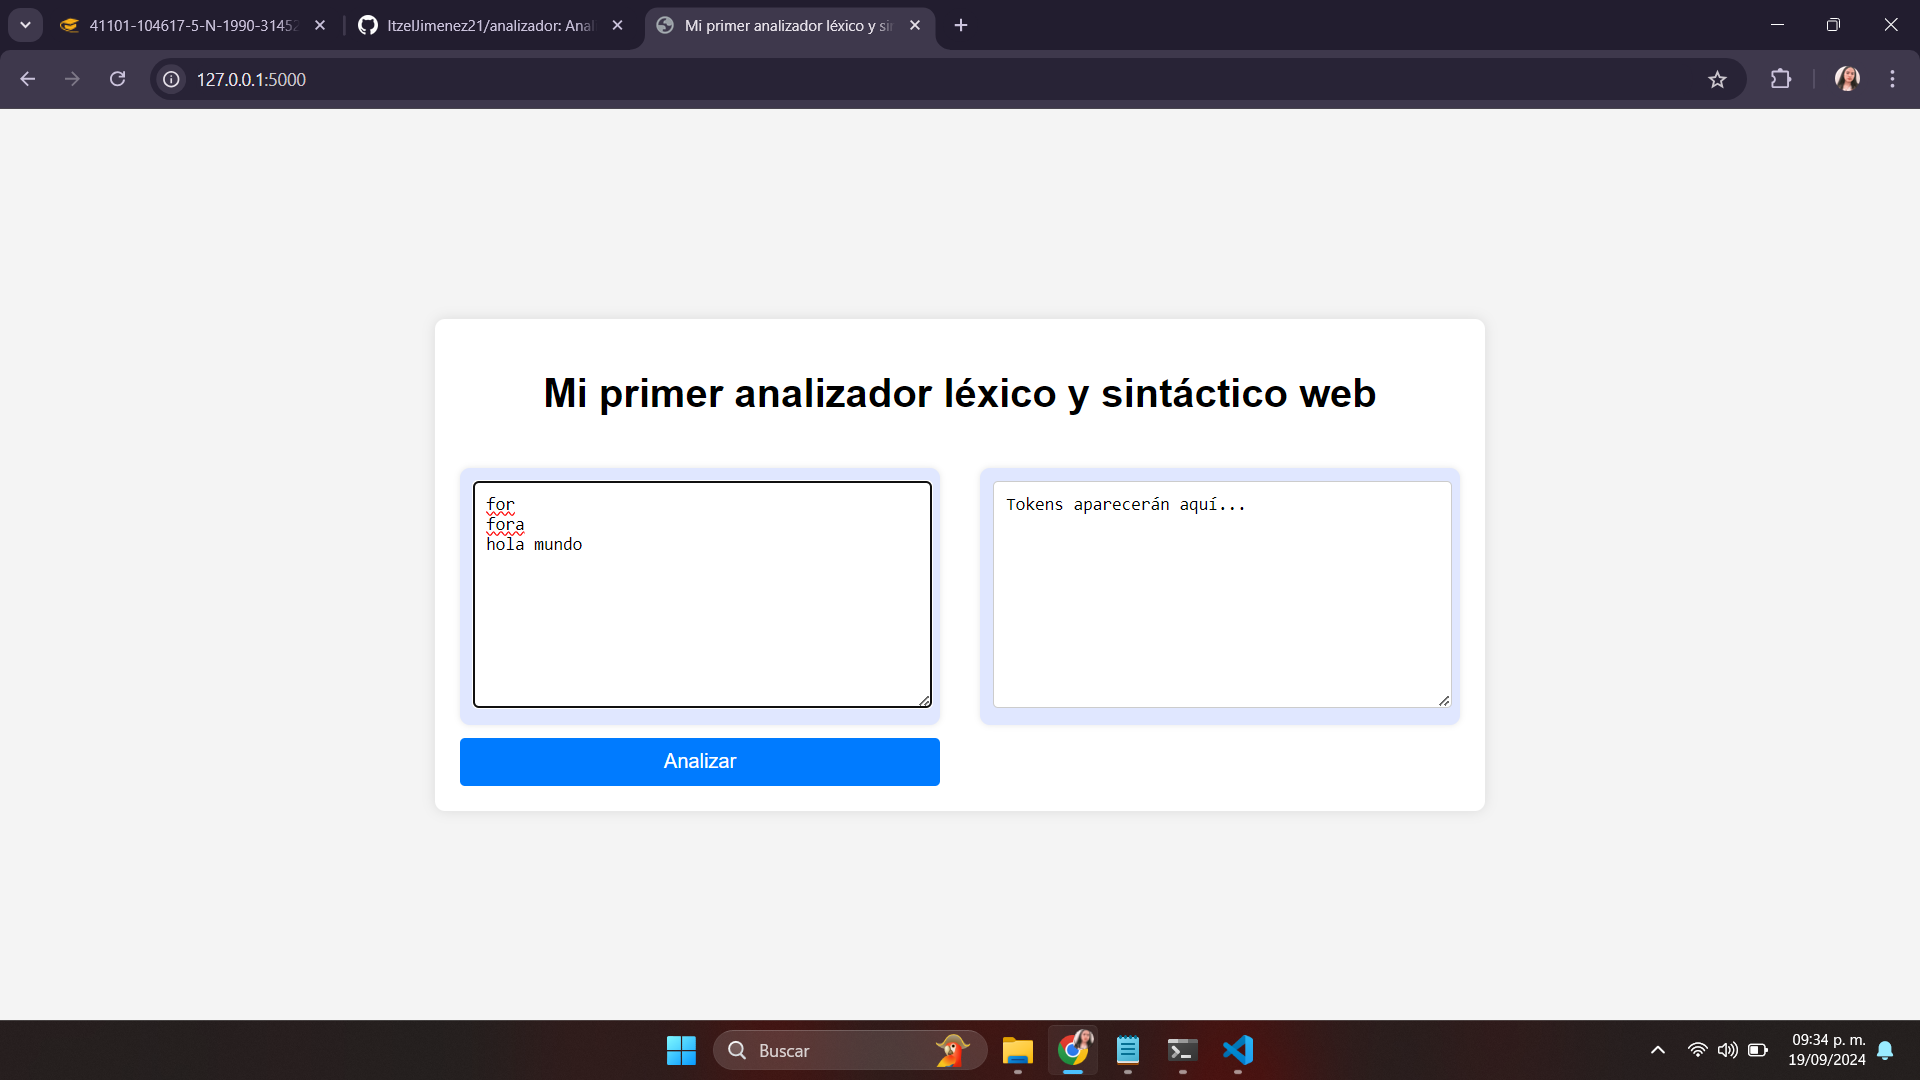 41101-104617-5-N-1990-31452
ItzelJimenez21/analizador: Anal
Mi primer analizador léxico y si
127.0.0.1:5000
Mi primer analizador léxico y sintáctico web
for
fora
hola mundo
Tokens aparecerán aquí...
Analizar
Buscar
09:34 p. m.
19/09/2024